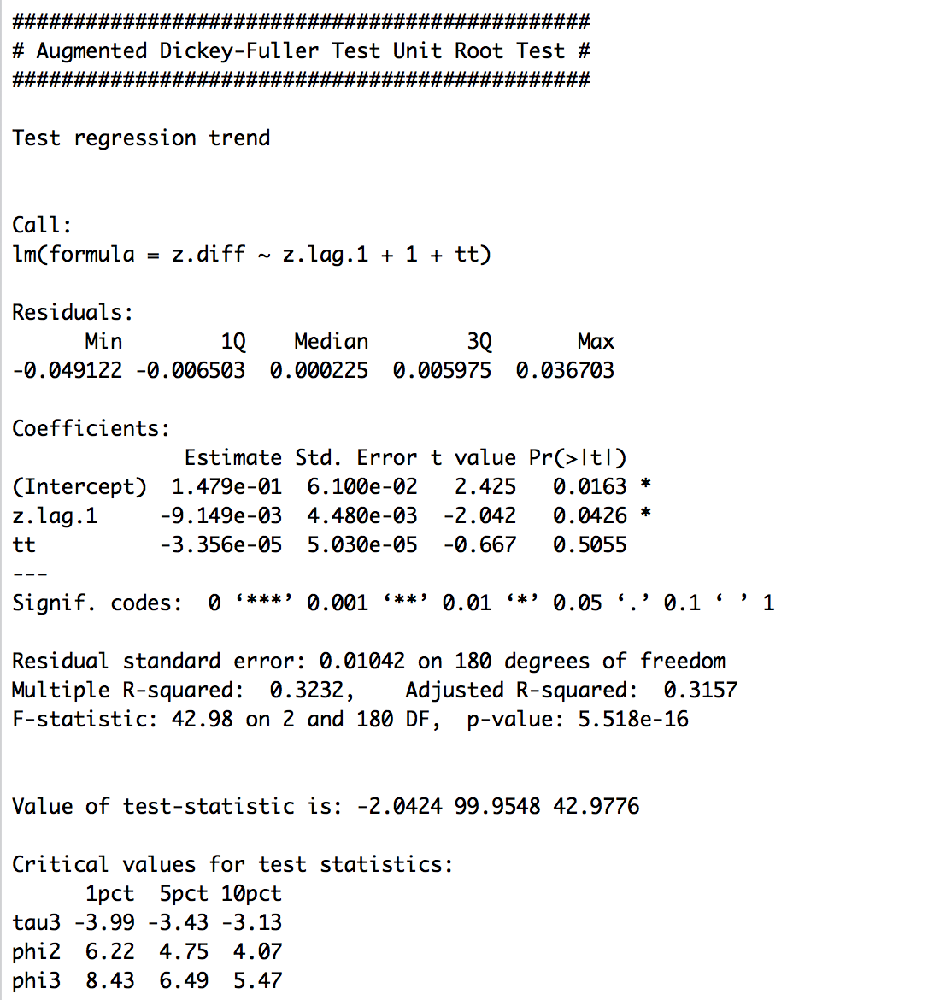 ###############################################
# Augmented Dickey-Fuller Test Unit Root Test #
###############################################
Test regression trend
Call:
lm(formula = z.diff ~ z.lag.1 + 1 + tt)
Residuals:
      Min        1Q    Median        3Q       Max
-0.049122 -0.006503  0.000225  0.005975  0.036703
Coefficients:
              Estimate Std. Error t value Pr(>|t|)
(Intercept)  1.479e-01  6.100e-02   2.425   0.0163 *
z.lag.1     -9.149e-03  4.480e-03  -2.042   0.0426 *
tt          -3.356e-05  5.030e-05  -0.667   0.5055
---
Signif. codes:  0 ‘***’ 0.001 ‘**’ 0.01 ‘*’ 0.05 ‘.’ 0.1 ‘ ’ 1
Residual standard error: 0.01042 on 180 degrees of freedom
Multiple R-squared:  0.3232,    Adjusted R-squared:  0.3157
F-statistic: 42.98 on 2 and 180 DF,  p-value: 5.518e-16
Value of test-statistic is: -2.0424 99.9548 42.9776
Critical values for test statistics:
      1pct  5pct 10pct
tau3 -3.99 -3.43 -3.13
phi2  6.22  4.75  4.07
phi3  8.43  6.49  5.47